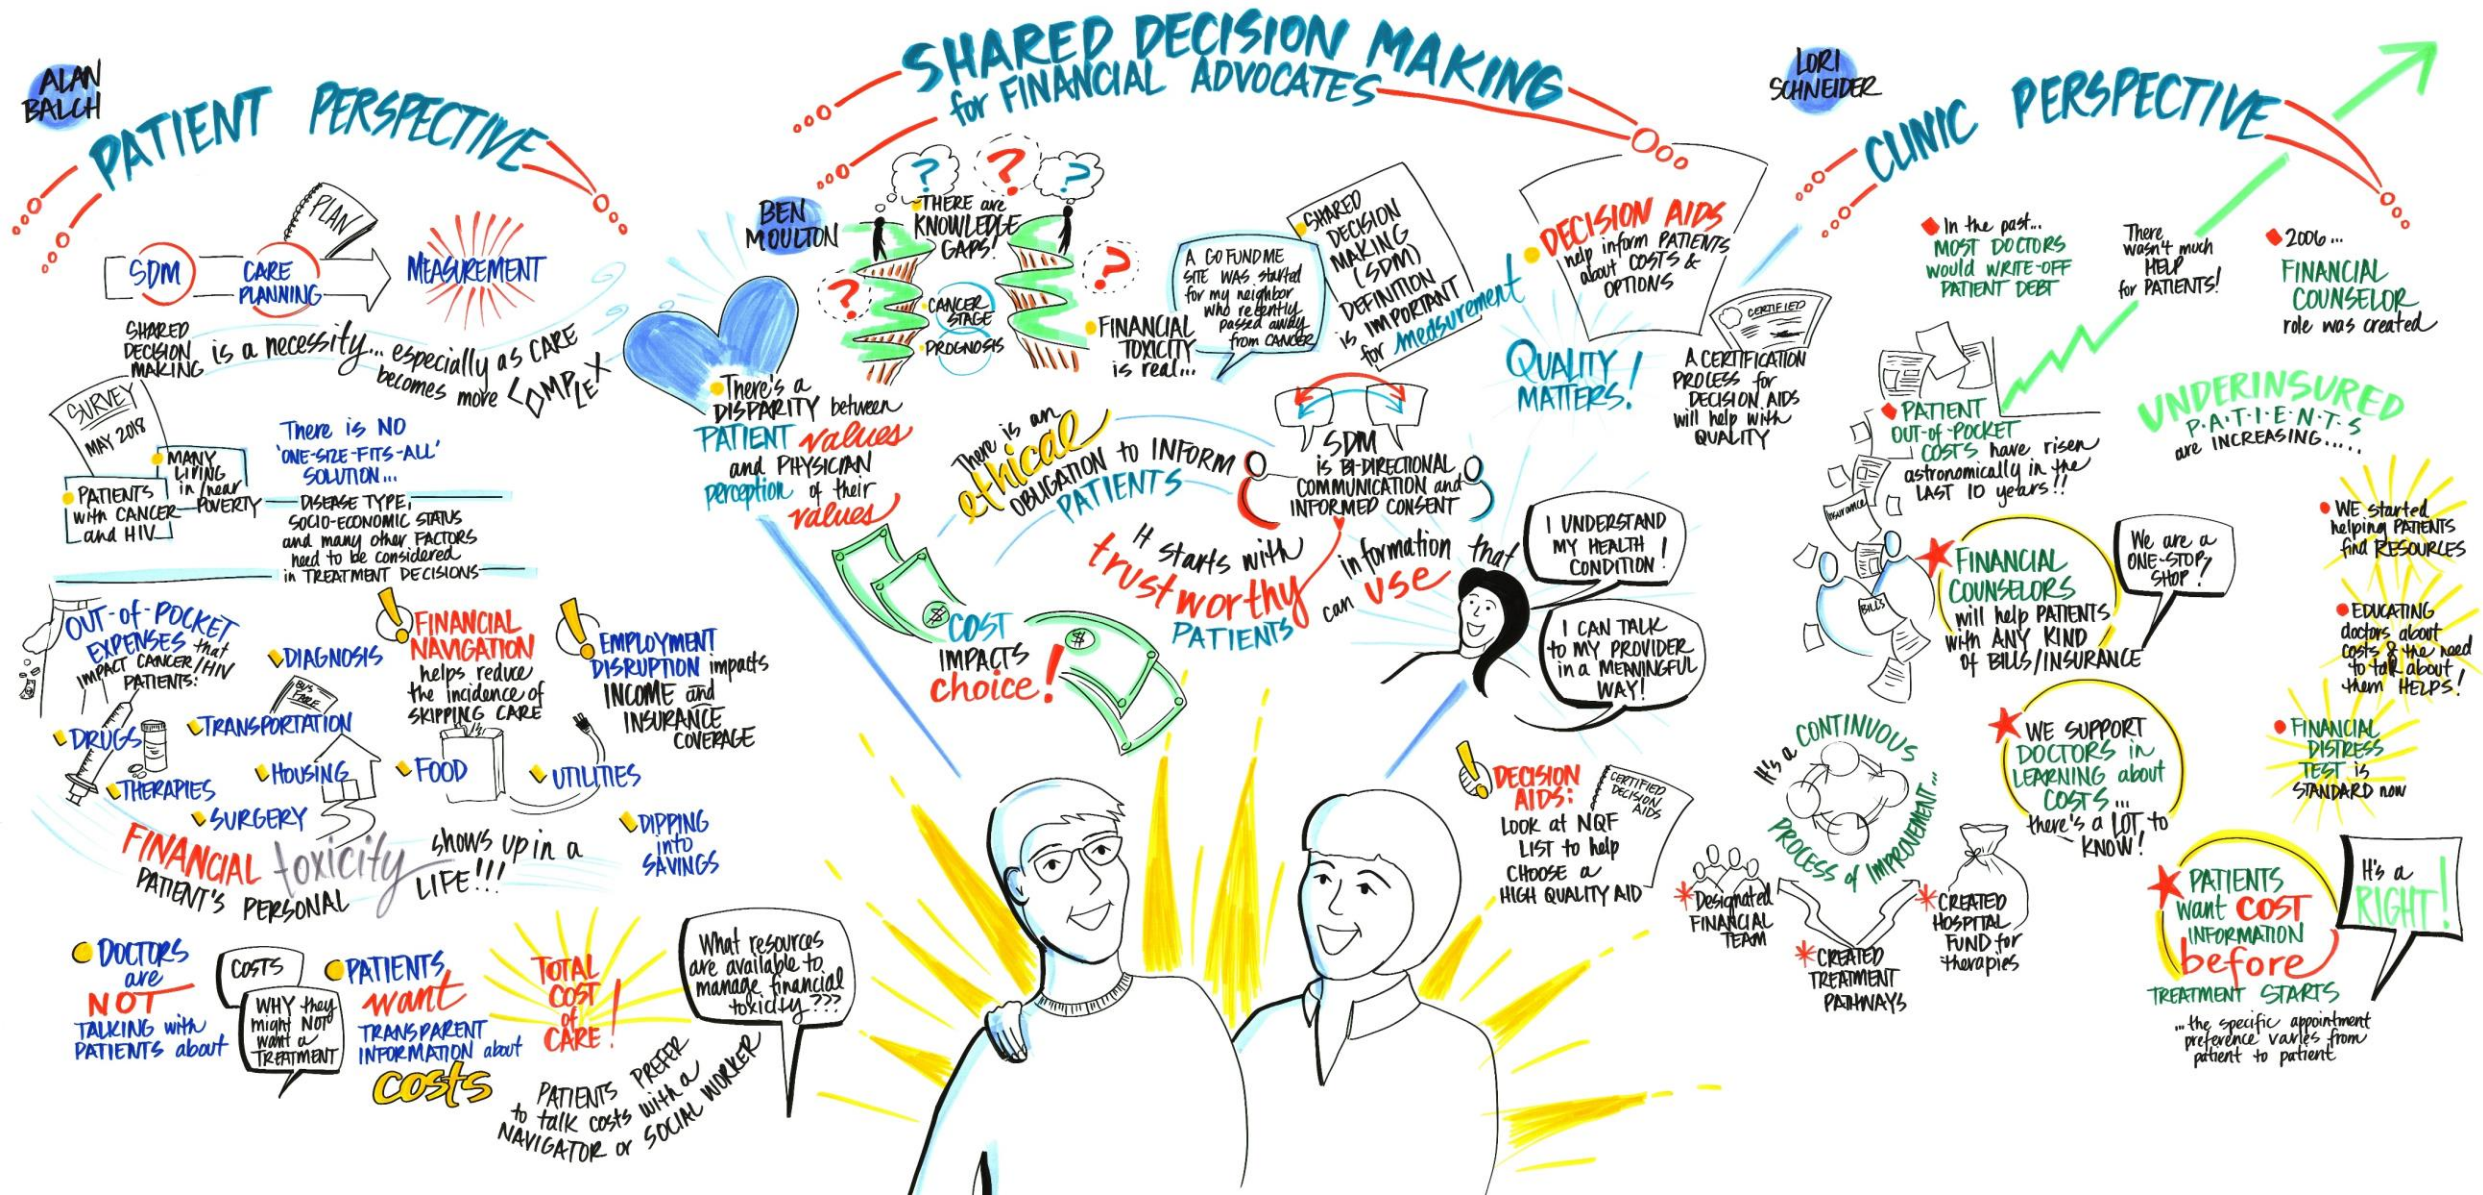 SHARED DECISION MAKING
for FINANCIAL ADVOCATES
ALAN
BALCH
PATIENT PERSPECTIVE
PLAN
SDM
CARE
PLANNING
MEASUREMENT
SHARED
DECISION
MAKING
is a necessity... especially as CARE
becomes more COMPLEX
SURVEY
MAY 2018
PATIENTS
with CANCER
and HIV
MANY
LIVING
in/near
POVERTY
There is NO
'ONE-SIZE-FITS-ALL'
SOLUTION...
DISEASE TYPE,
SOCIO-ECONOMIC STATUS
and many other FACTORS
need to be considered
in TREATMENT DECISIONS
OUT-of-POCKET
EXPENSES that
IMPACT CANCER/HIV
PATIENTS:
DIAGNOSIS
BUS
PASS
TRANSPORTATION
DRUGS
THERAPIES
HOUSING
SURGERY
FOOD
UTILITIES
DIPPING
into
SAVINGS
!
FINANCIAL
NAVIGATION
helps reduce
the incidence of
SKIPPING CARE
!
EMPLOYMENT
DISRUPTION impacts
INCOME and
INSURANCE
COVERAGE
FINANCIAL toxicity shows up in a
PATIENT'S PERSONAL LIFE!!!
DOCTORS
are
NOT
TALKING with
PATIENTS about
COSTS
WHY they
might NOT
want a
TREATMENT
PATIENTS
want
TRANSPARENT
INFORMATION about
COSTS
TOTAL
COST
of
CARE!
PATIENTS PREFER
to talk costs with a
NAVIGATOR or SOCIAL WORKER
What resources
are available to
manage financial
toxicity???
BEN
MOULTON
? ? ?
THERE are
KNOWLEDGE
GAPS!
?
?
CANCER
STAGE
PROGNOSIS
FINANCIAL
TOXICITY
is real...
A GO FUND ME
SITE WAS started
for my neighbor
who recently
passed away
from CANCER
SHARED
DECISION
MAKING
(SDM)
DEFINITION
is IMPORTANT
for measurement
DECISION AIDS
help inform PATIENTS
about COSTS &
OPTIONS
QUALITY
MATTERS!
CERTIFIED
A CERTIFICATION
PROCESS for
DECISION AIDS
will help with
QUALITY
There's a
DISPARITY between
PATIENT values
and PHYSICIAN
perception of their
values
There is an
ethical
OBLIGATION to INFORM
PATIENTS
SDM
is BI-DIRECTIONAL
COMMUNICATION and
INFORMED CONSENT
It starts with
trustworthy
information that
PATIENTS can use
I UNDERSTAND
MY HEALTH
CONDITION!
I CAN TALK
to MY PROVIDER
in a MEANINGFUL
WAY!
$
$
COST
IMPACTS
choice!
!
DECISION
AIDS:
LOOK at NQF
LIST to help
CHOOSE a
HIGH QUALITY AID
CERTIFIED
DECISION
AIDS
LORI
SCHNEIDER
CLINIC PERSPECTIVE
In the past...
MOST DOCTORS
would WRITE-OFF
PATIENT DEBT
There
wasn't much
HELP
for PATIENTS!
2006...
FINANCIAL
COUNSELOR
role was created
PATIENT
OUT-of-POCKET
COSTS have risen
astronomically in the
LAST 10 years!!
UNDERINSURED
P.A.T.I.E.N.T.S
are INCREASING....
Insurance
BILLS
FINANCIAL
COUNSELORS
will help PATIENTS
with ANY KIND
of BILLS/INSURANCE
We are a
ONE-STOP
SHOP!
WE started
helping PATIENTS
find RESOURCES
EDUCATING
doctors about
costs & the need
to talk about
them HELPS!
FINANCIAL
DISTRESS
TEST is
STANDARD now
It's a CONTINUOUS
PROCESS of IMPROVEMENT...
WE SUPPORT
DOCTORS in
LEARNING about
COSTS...
there's a LOT to
KNOW!
Designated
FINANCIAL
TEAM
CREATED
TREATMENT
PATHWAYS
CREATED
HOSPITAL
FUND for
therapies
PATIENTS
want COST
INFORMATION
before
TREATMENT STARTS
...the specific appointment
preference varies from
patient to patient
It's a
RIGHT!